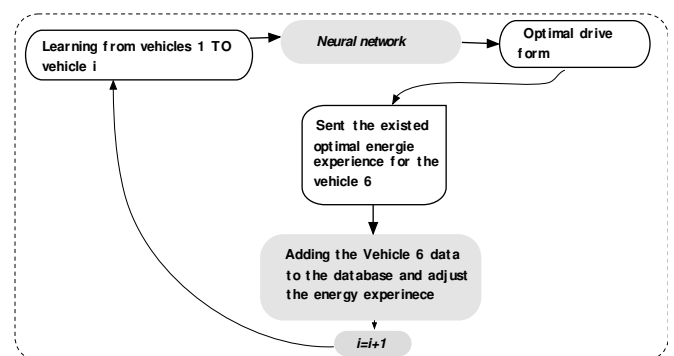 Learning from vehicles 1 TO
vehicle i
Neural network
Optimal drive
form
Sent the existed
optimal energie
experience for the
vehicle 6
Adding the Vehicle 6 data
to the database and adjust
the energy experinece
i=i+1